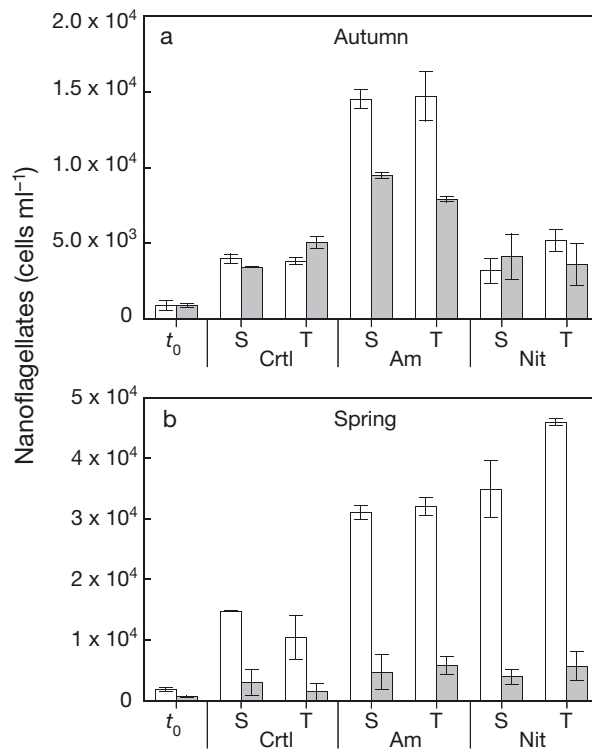 Nanoflagellates (cells ml⁻¹)
a
Autumn
2.0 x 10⁴
1.5 x 10⁴
1.0 x 10⁴
5.0 x 10³
0
t₀
S
T
S
T
S
T
Crtl
Am
Nit
b
Spring
5 x 10⁴
4 x 10⁴
3 x 10⁴
2 x 10⁴
1 x 10⁴
0
t₀
S
T
S
T
S
T
Crtl
Am
Nit